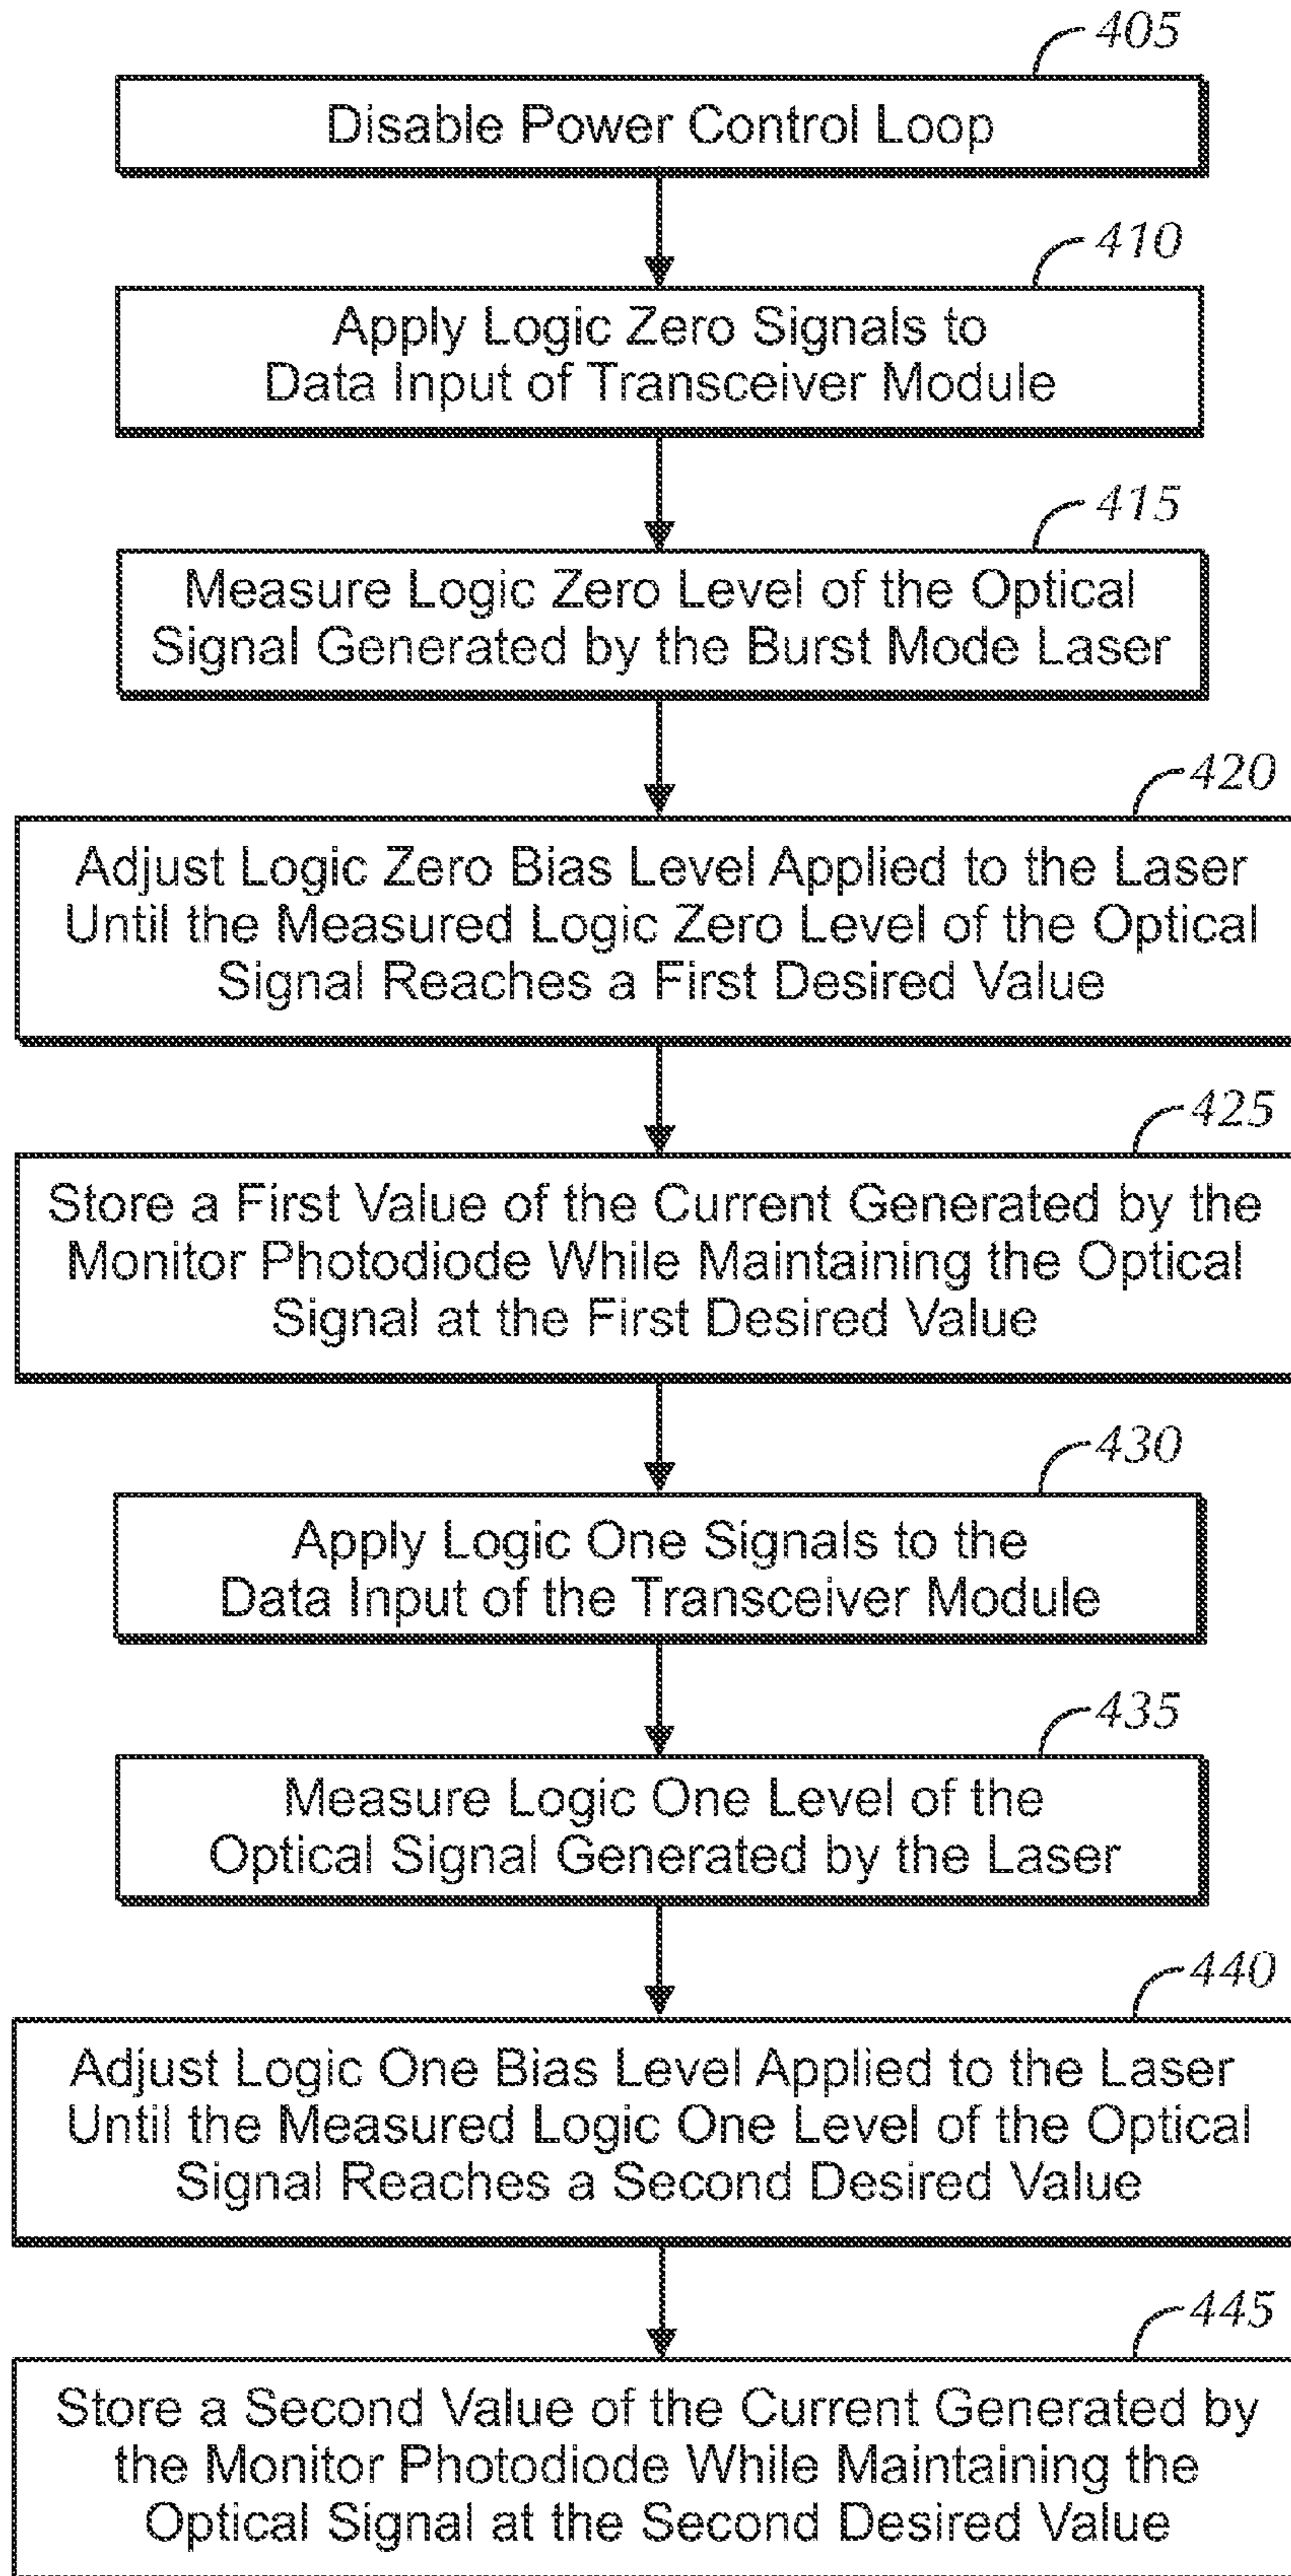 405
Disable Power Control Loop
410
Apply Logic Zero Signals to
Data Input of Transceiver Module
415
Measure Logic Zero Level of the Optical
Signal Generated by the Burst Mode Laser
420
Adjust Logic Zero Bias Level Applied to the Laser
Until the Measured Logic Zero Level of the Optical
Signal Reaches a First Desired Value
425
Store a First Value of the Current Generated by the
Monitor Photodiode While Maintaining the Optical
Signal at the First Desired Value
430
Apply Logic One Signals to the
Data Input of the Transceiver Module
435
Measure Logic One Level of the
Optical Signal Generated by the Laser
440
Adjust Logic One Bias Level Applied to the Laser
Until the Measured Logic One Level of the Optical
Signal Reaches a Second Desired Value
445
Store a Second Value of the Current Generated by
the Monitor Photodiode While Maintaining the
Optical Signal at the Second Desired Value